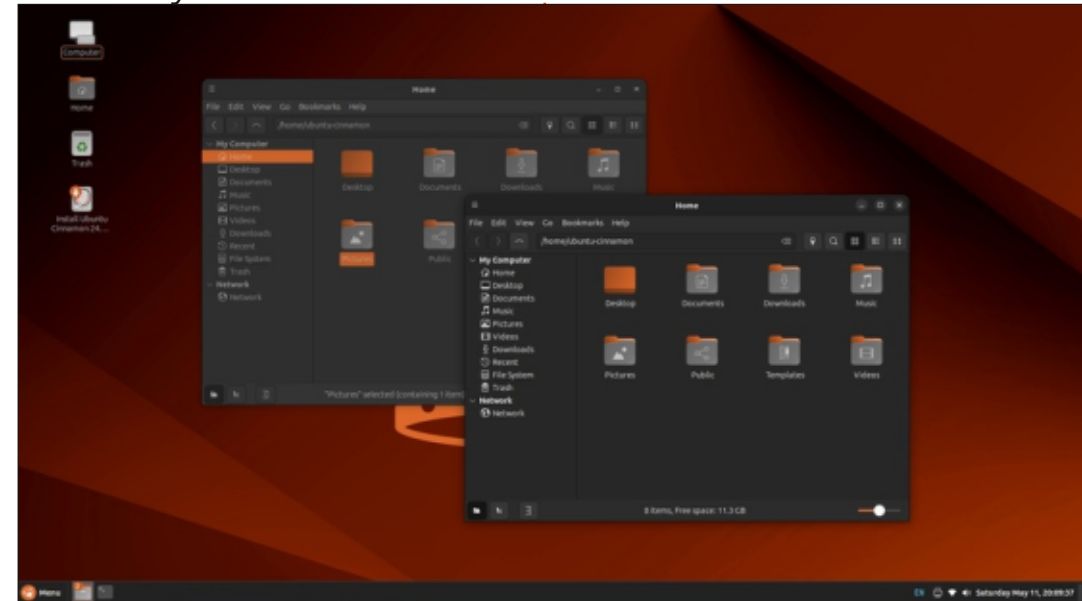 Computer
Home
Trash
Install Ubuntu
Cinnamon 24....
Home
File Edit View Go Bookmarks Help
/home/ubuntu-cinnamon
My Computer
Home
Desktop
Documents
Music
Pictures
Videos
Downloads
Recent
File System
Trash
Network
Network
Desktop Documents Downloads Music
Pictures Public
"Pictures" selected (containing 1 item
Home
File Edit View Go Bookmarks Help
/home/ubuntu-cinnamon
My Computer
Home
Desktop
Documents
Music
Pictures
Videos
Downloads
Recent
File System
Trash
Network
Network
Desktop Documents Downloads Music
Pictures Public Templates Videos
8 items, Free space: 11.3 GB
Menu
EN Saturday May 11, 20:09:37